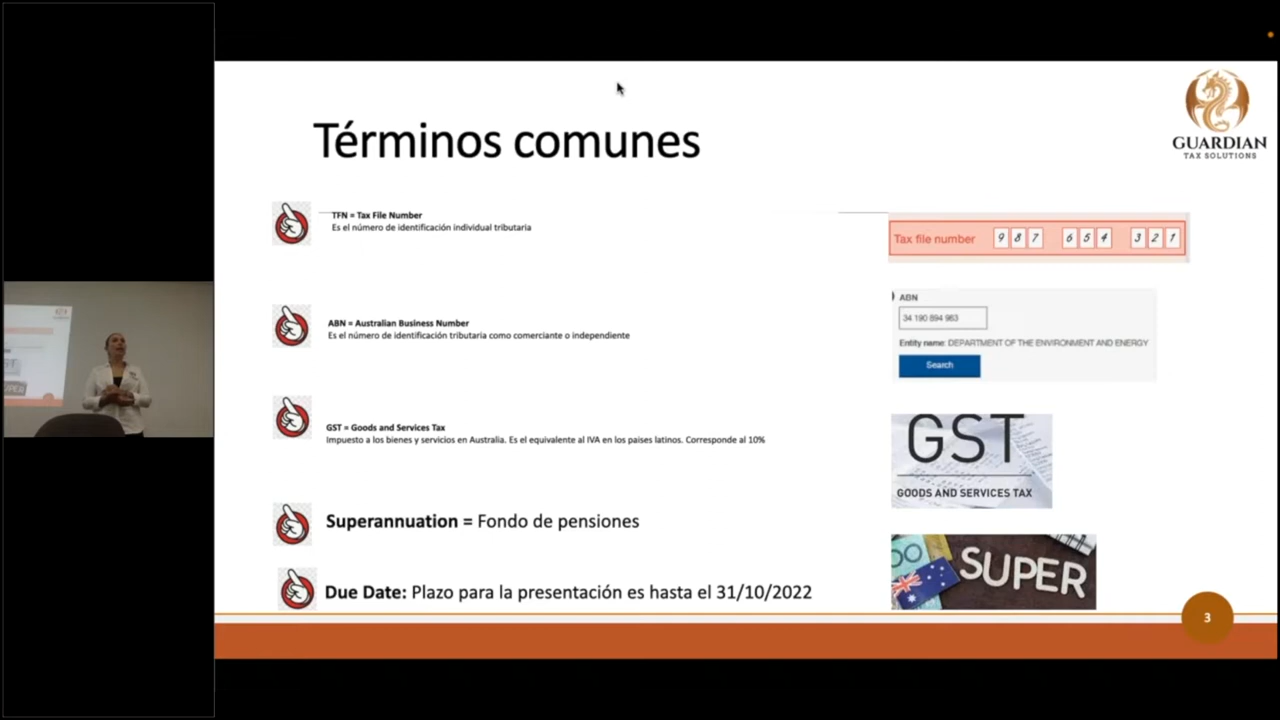 Términos comunes
GUARDIAN
TAX SOLUTIONS
TFN = Tax File Number
Es el número de identificación individual tributaria
Tax file number 9 8 7 6 5 4 3 2 1
ABN = Australian Business Number
Es el número de identificación tributaria como comerciante o independiente
ABN
34 190 894 983
Entity name: DEPARTMENT OF THE ENVIRONMENT AND ENERGY
Search
GST = Goods and Services Tax
Impuesto a los bienes y servicios en Australia. Es el equivalente al IVA en los paises latinos. Corresponde al 10%
GST
GOODS AND SERVICES TAX
Superannuation = Fondo de pensiones
SUPER
Due Date: Plazo para la presentación es hasta el 31/10/2022
3